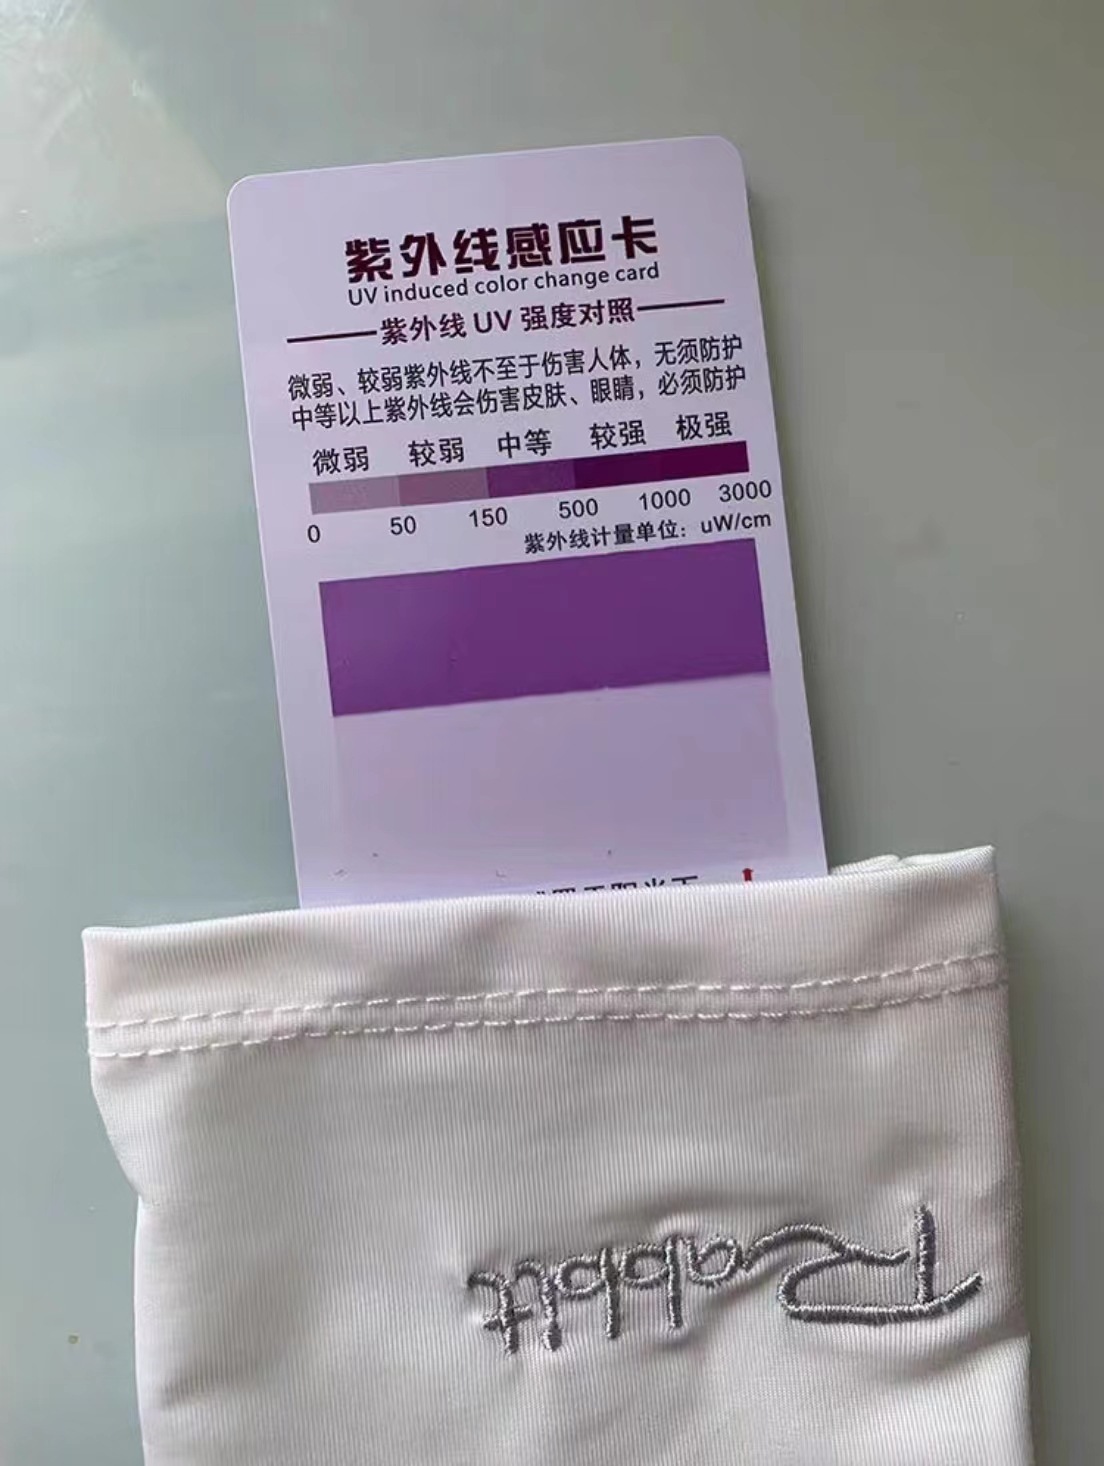 紫外线感应卡
UV induced color change card
紫外线 UV 强度对照
微弱、较弱紫外线不至于伤害人体，无须防护
中等以上紫外线会伤害皮肤、眼睛，必须防护
微弱 较弱 中等 较强 极强
0 50 150 500 1000 3000
紫外线计量单位：uW/cm
Rabbit